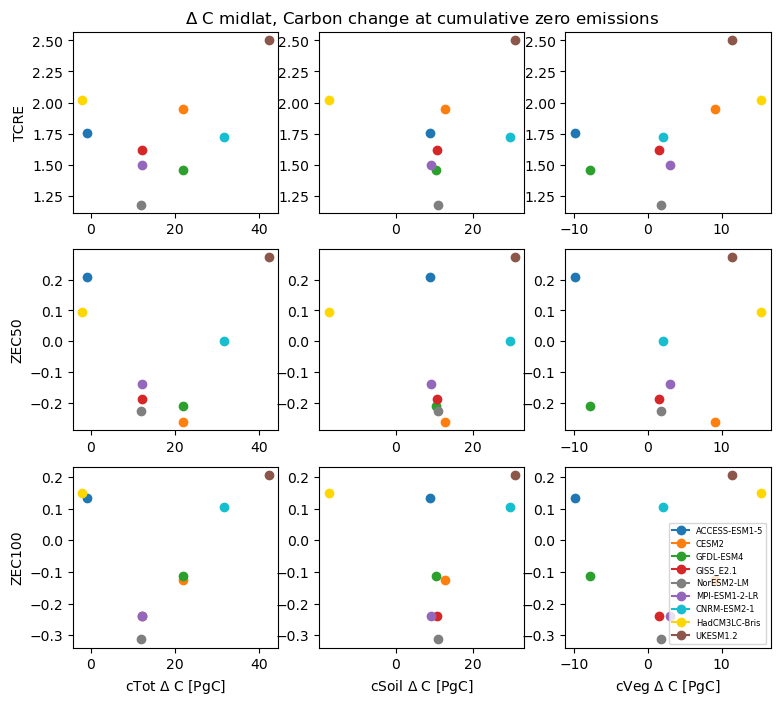 Δ C midlat, Carbon change at cumulative zero emissions
TCRE
2.50
2.25
2.00
1.75
1.50
1.25
0 20 40
2.50
2.25
2.00
1.75
1.50
1.25
0 20
2.50
2.25
2.00
1.75
1.50
1.25
−10 0 10
ZEC50
0.2
0.1
0.0
−0.1
−0.2
0 20 40
0.2
0.1
0.0
−0.1
−0.2
0 20
0.2
0.1
0.0
−0.1
−0.2
−10 0 10
ZEC100
0.2
0.1
0.0
−0.1
−0.2
−0.3
0 20 40
cTot Δ C [PgC]
0.2
0.1
0.0
−0.1
−0.2
−0.3
0 20
cSoil Δ C [PgC]
0.2
0.1
0.0
−0.1
−0.2
−0.3
ACCESS-ESM1-5
CESM2
GFDL-ESM4
GISS_E2.1
NorESM2-LM
MPI-ESM1-2-LR
CNRM-ESM2-1
HadCM3LC-Bris
UKESM1.2
−10 0 10
cVeg Δ C [PgC]